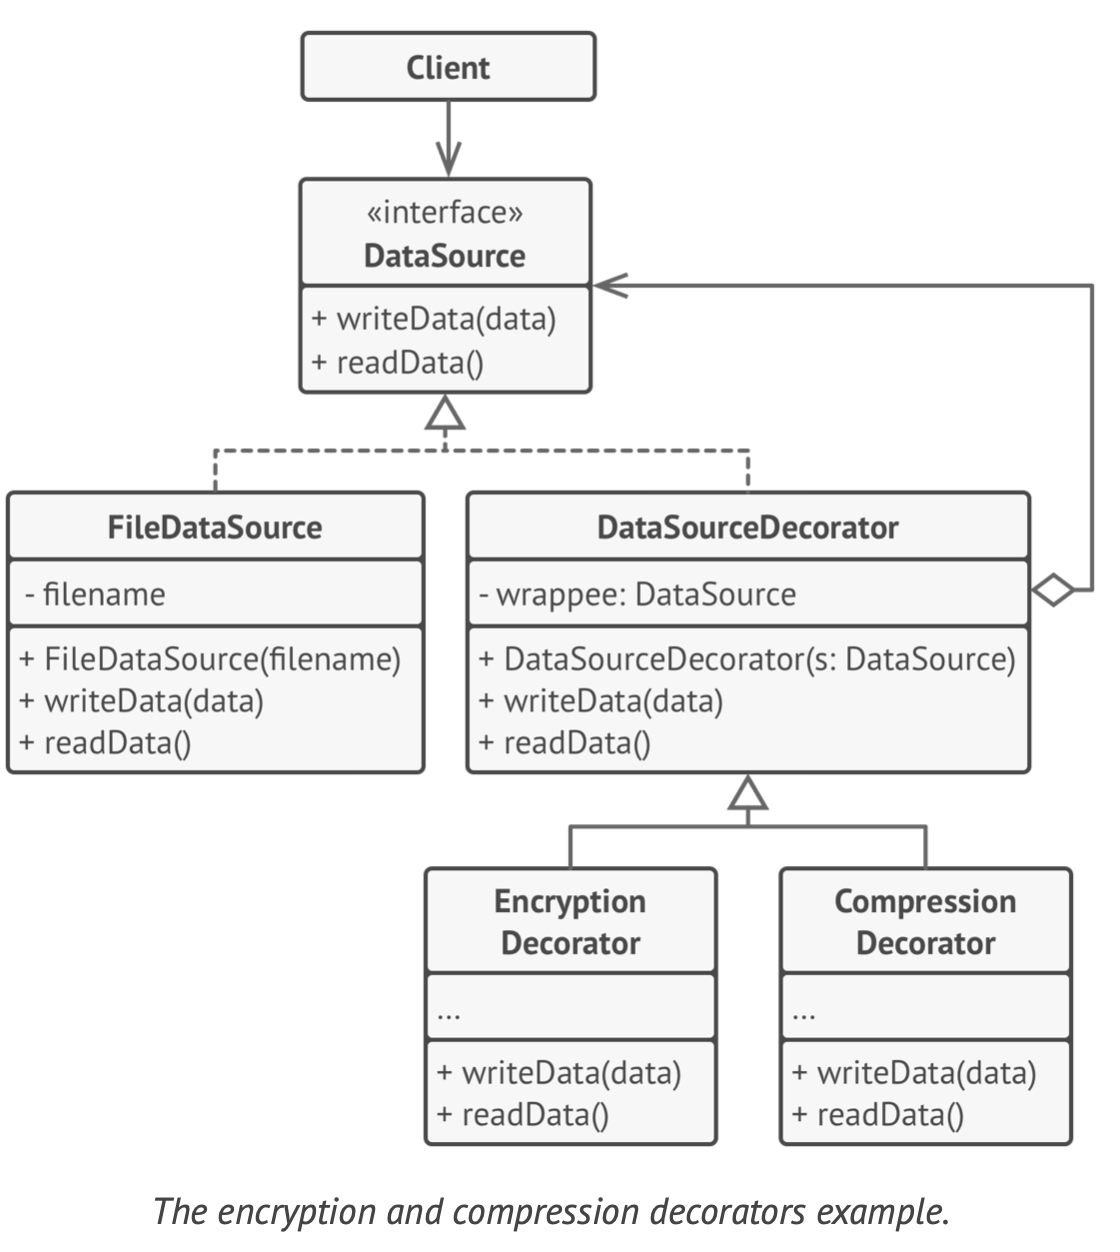 Client
«interface»
DataSource
+ writeData(data)
+ readData()
FileDataSource
- filename
+ FileDataSource(filename)
+ writeData(data)
+ readData()
DataSourceDecorator
- wrappee: DataSource
+ DataSourceDecorator(s: DataSource)
+ writeData(data)
+ readData()
Encryption
Decorator
...
+ writeData(data)
+ readData()
Compression
Decorator
...
+ writeData(data)
+ readData()
The encryption and compression decorators example.